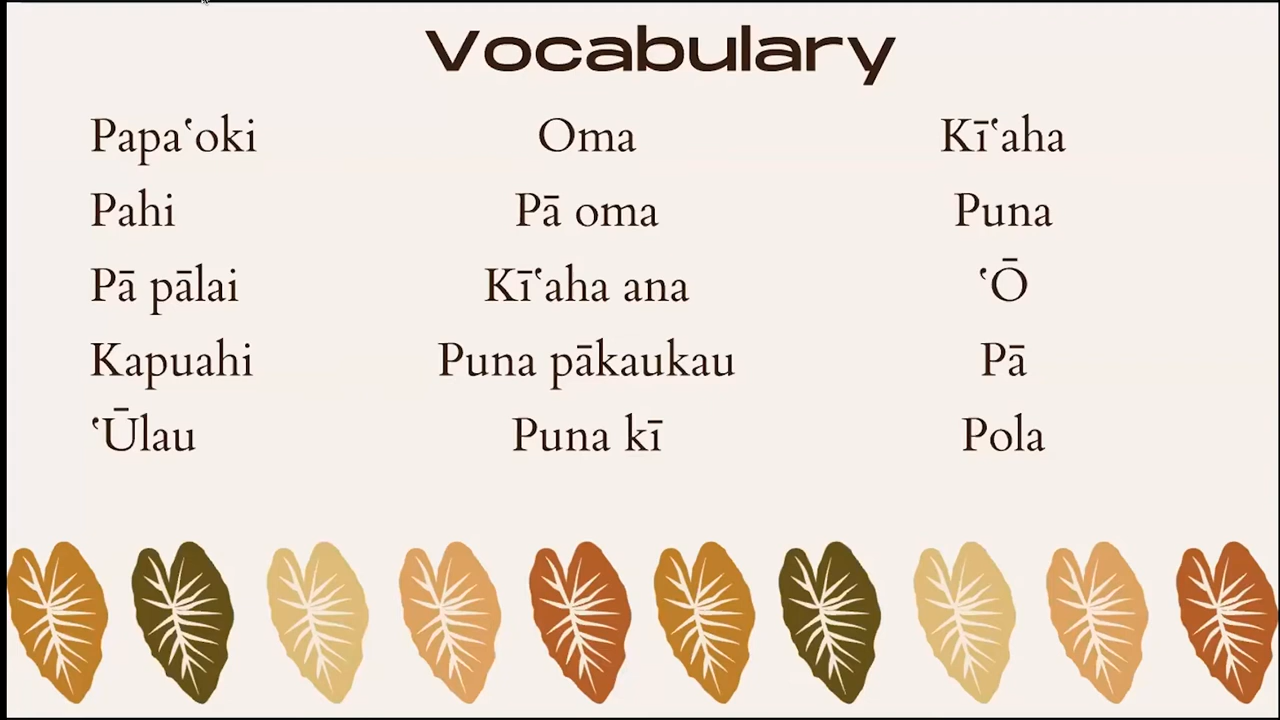 Vocabulary
Papaʻoki
Pahi
Pā pālai
Kapuahi
ʻŪlau
Oma
Pā oma
Kīʻaha ana
Puna pākaukau
Puna kī
Kīʻaha
Puna
ʻŌ
Pā
Pola